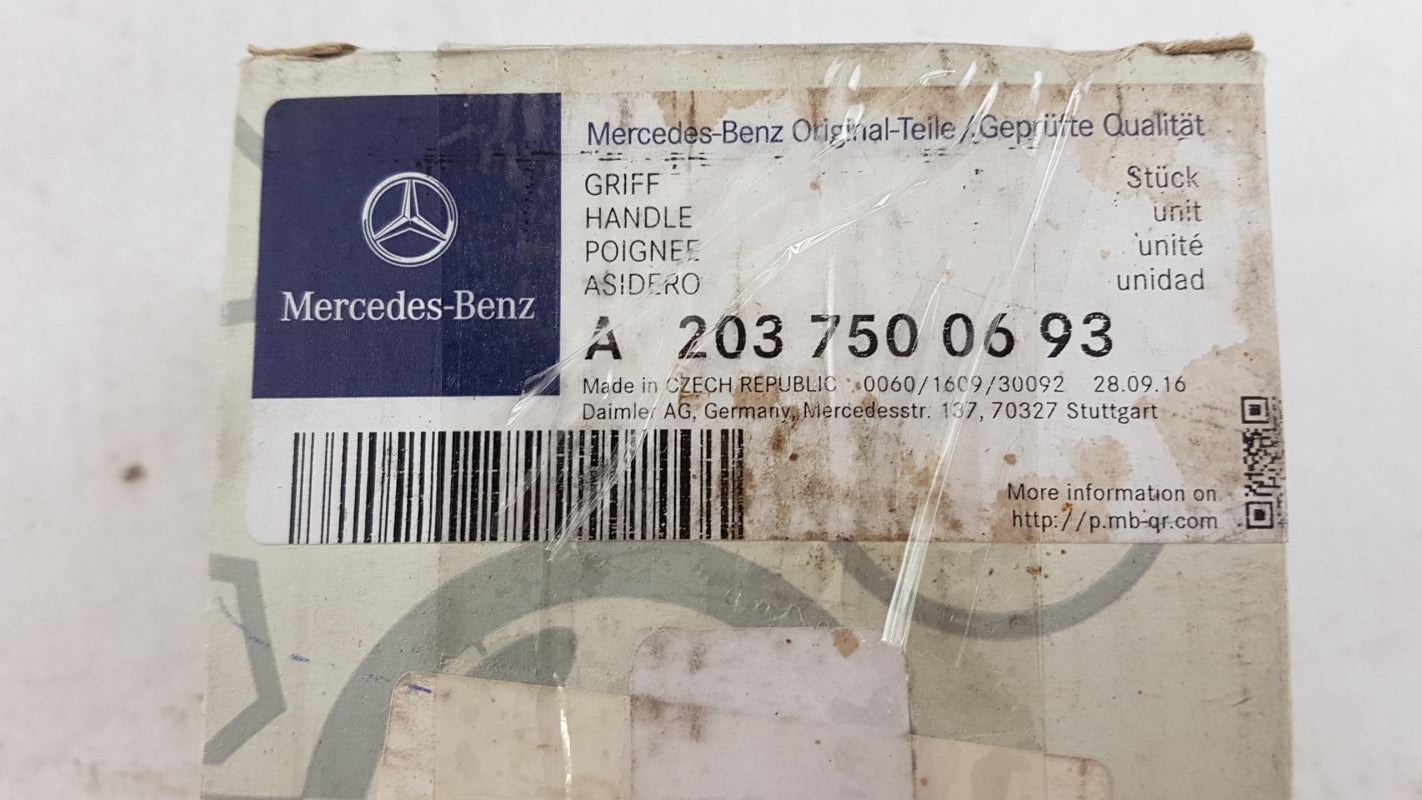 Mercedes-Benz Original-Teile / Geprüfte Qualität
GRIFF Stück
HANDLE unit
POIGNEE unité
ASIDERO unidad
Mercedes-Benz
A 203 750 06 93
Made in CZECH REPUBLIC 0060/1609/30092 28.09.16
Daimler AG, Germany, Mercedesstr. 137, 70327 Stuttgart
More information on
http://p.mb-qr.com